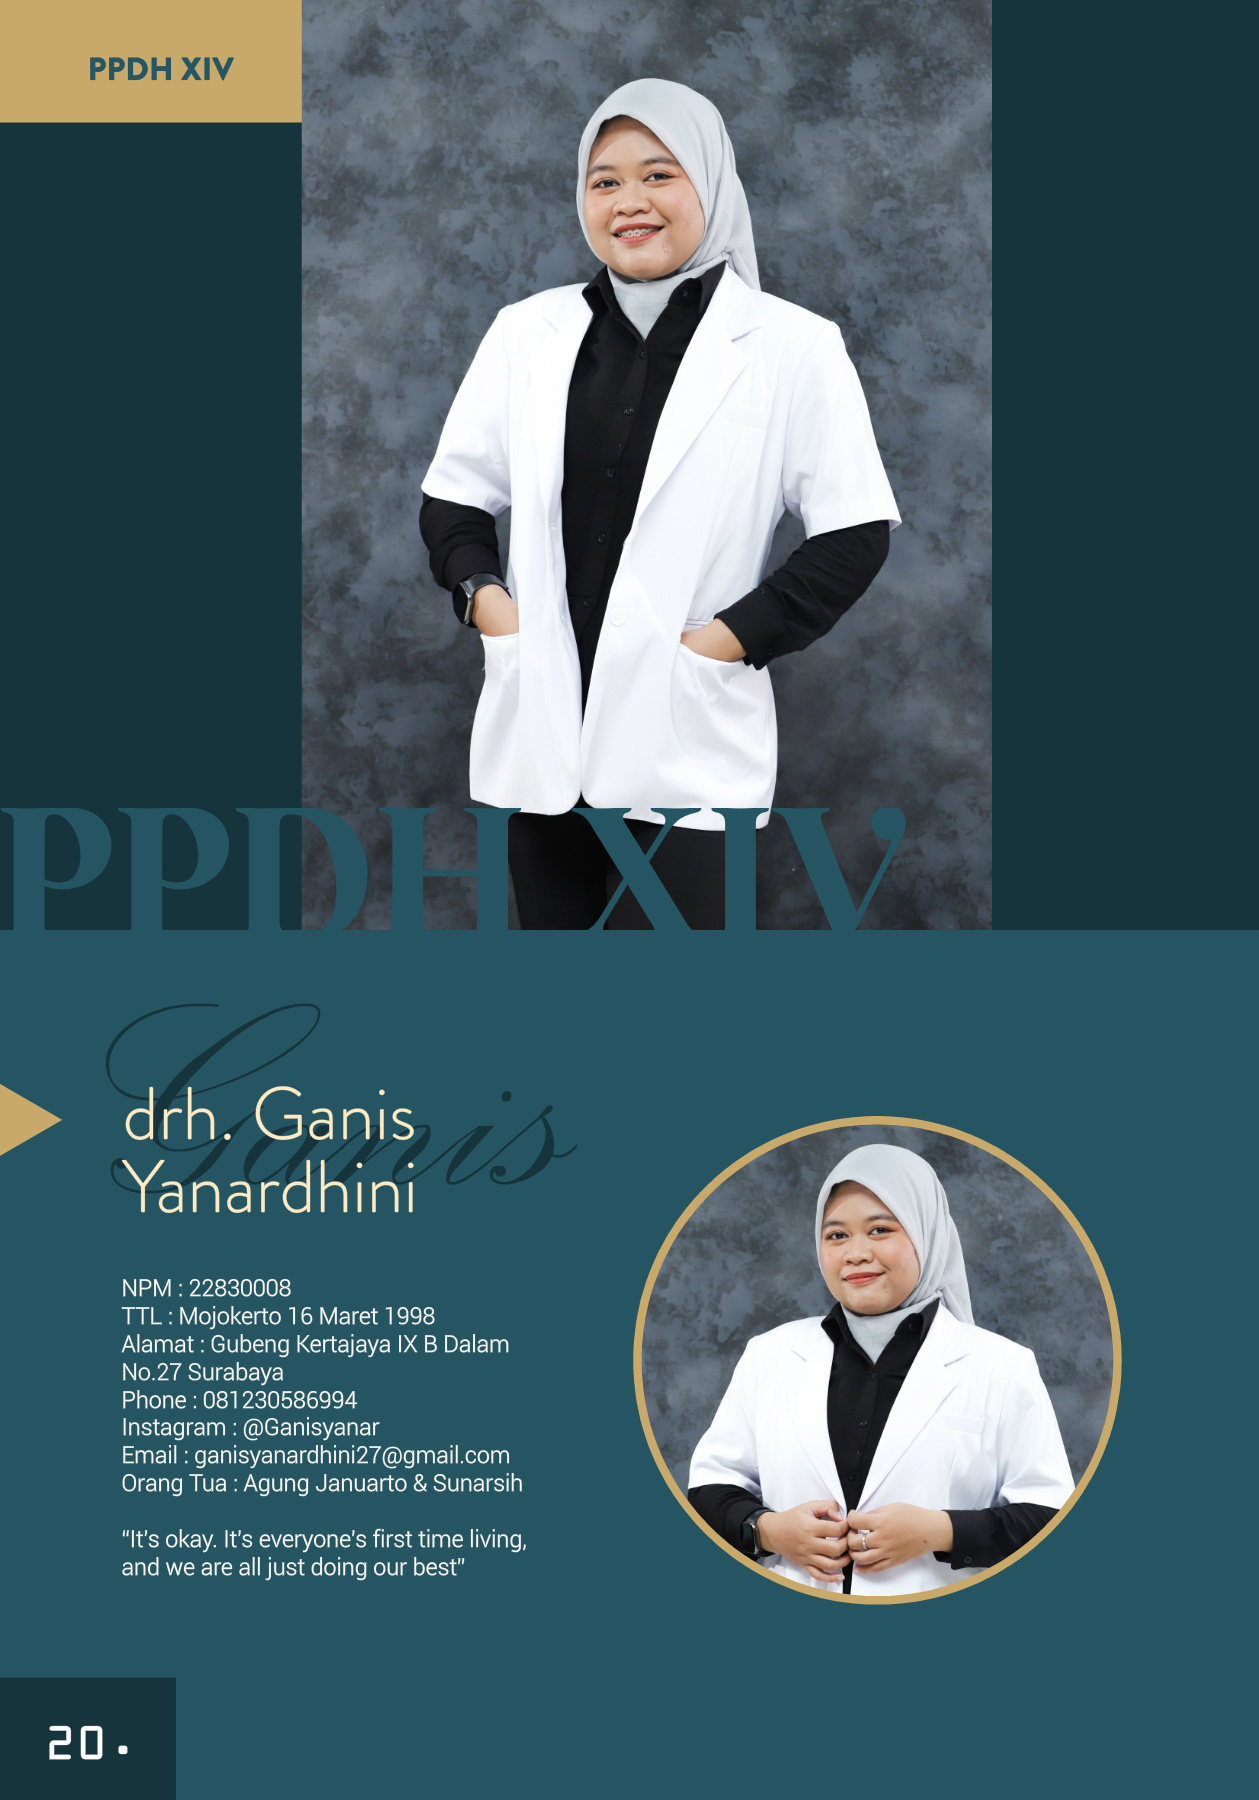 PPDH XIV
PPDH XIV
Ganis
drh. Ganis
Yanardhini
NPM : 22830008
TTL : Mojokerto 16 Maret 1998
Alamat : Gubeng Kertajaya IX B Dalam
No.27 Surabaya
Phone : 081230586994
Instagram : @Ganisyanar
Email : ganisyanardhini27@gmail.com
Orang Tua : Agung Januarto & Sunarsih
“It's okay. It's everyone's first time living,
and we are all just doing our best”
20.